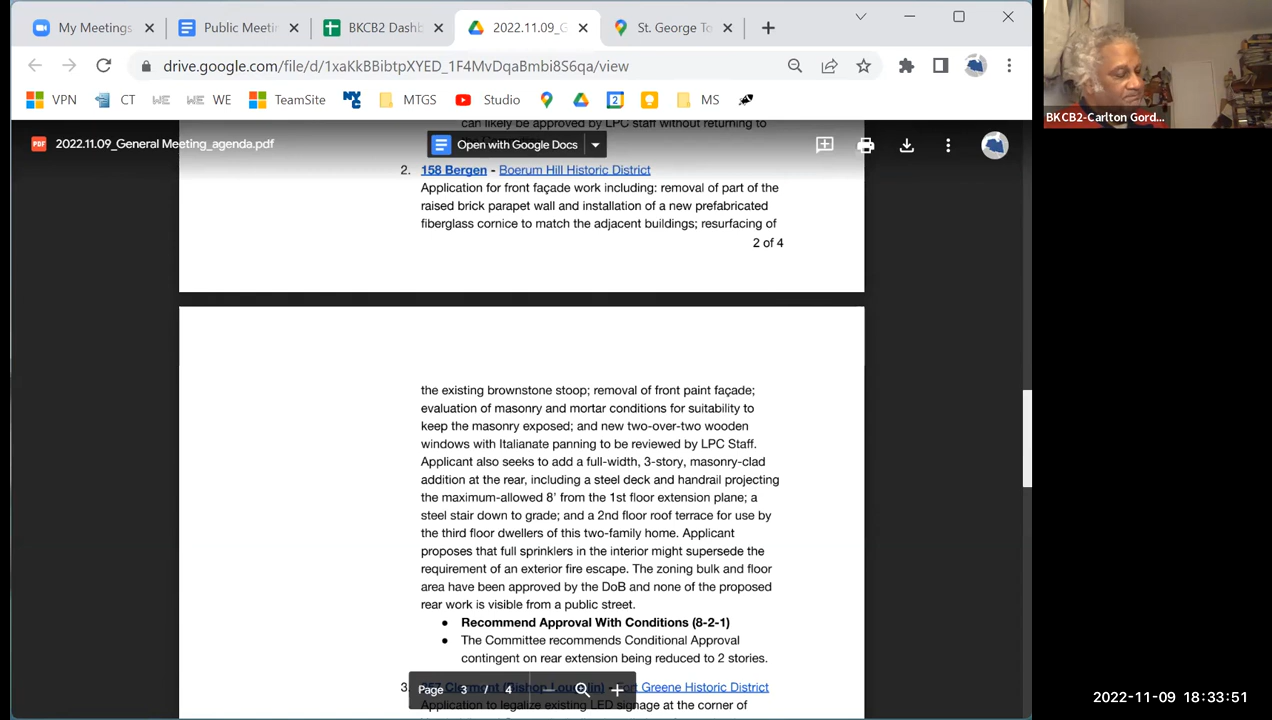 My Meetings
Public Meeti
BKCB2 Dashb
2022.11.09_G
St. George To
drive.google.com/file/d/1xaKkBBibtpXYED_1F4MvDqaBmbi8S6qa/view
VPN CT WE WE TeamSite MTGS Studio MS
BKCB2-Carlton Gord...
can likely be approved by LPC staff without returning to
PDF 2022.11.09_General Meeting_agenda.pdf
Open with Google Docs
2. 158 Bergen - Boerum Hill Historic District
Application for front façade work including: removal of part of the
raised brick parapet wall and installation of a new prefabricated
fiberglass cornice to match the adjacent buildings; resurfacing of
2 of 4
the existing brownstone stoop; removal of front paint façade;
evaluation of masonry and mortar conditions for suitability to
keep the masonry exposed; and new two-over-two wooden
windows with Italianate panning to be reviewed by LPC Staff.
Applicant also seeks to add a full-width, 3-story, masonry-clad
addition at the rear, including a steel deck and handrail projecting
the maximum-allowed 8' from the 1st floor extension plane; a
steel stair down to grade; and a 2nd floor roof terrace for use by
the third floor dwellers of this two-family home. Applicant
proposes that full sprinklers in the interior might supersede the
requirement of an exterior fire escape. The zoning bulk and floor
area have been approved by the DoB and none of the proposed
rear work is visible from a public street.
● Recommend Approval With Conditions (8-2-1)
● The Committee recommends Conditional Approval
contingent on rear extension being reduced to 2 stories.
3. Clermont (Bishop Loughlin) - Fort Greene Historic District
Page 3 / 4
Application to legalize existing LED signage at the corner of
2022-11-09 18:33:51